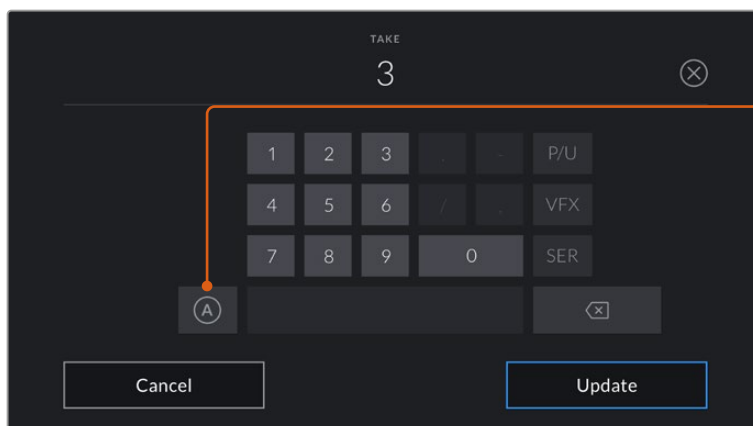 TAKE
3
1 2 3 , - P/U
4 5 6 / . VFX
7 8 9 0 SER
A
Cancel Update